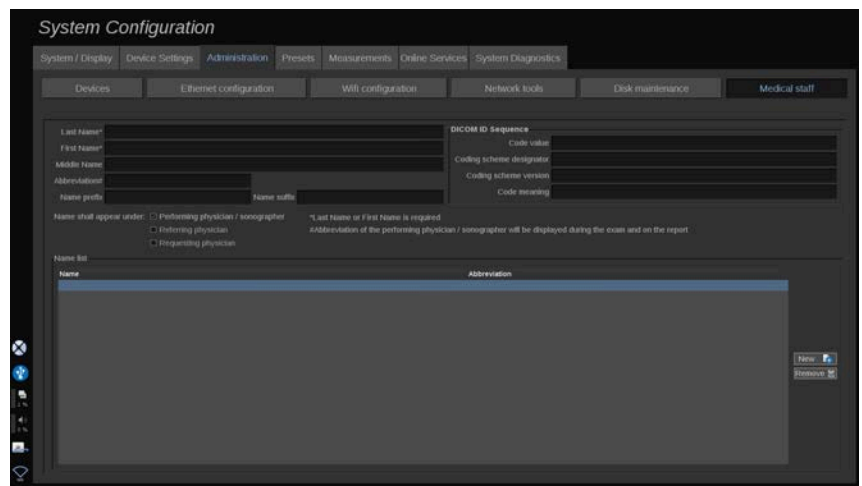 System Configuration
System / Display Device Settings Administration Presets Measurements Online Services System Diagnostics
Devices Ethernet configuration Wifi configuration Network tools Disk maintenance Medical staff
Last Name*
First Name*
Middle Name
Abbreviation#
Name prefix Name suffix
DICOM ID Sequence
Code value
Coding scheme designator
Coding scheme version
Code meaning
Name shall appear under: Performing physician / sonographer
Referring physician
Requesting physician
*Last Name or First Name is required
#Abbreviation of the performing physician / sonographer will be displayed during the exam and on the report
Name list
Name Abbreviation
New
Remove